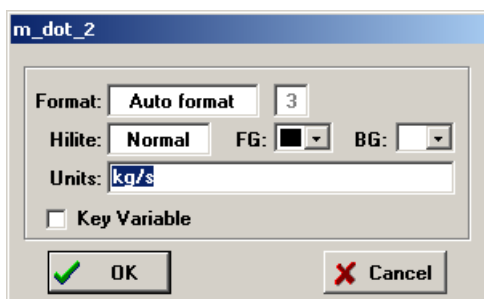 m_dot_2
Format: Auto format 3
Hilite: Normal FG: BG:
Units: kg/s
Key Variable
OK Cancel